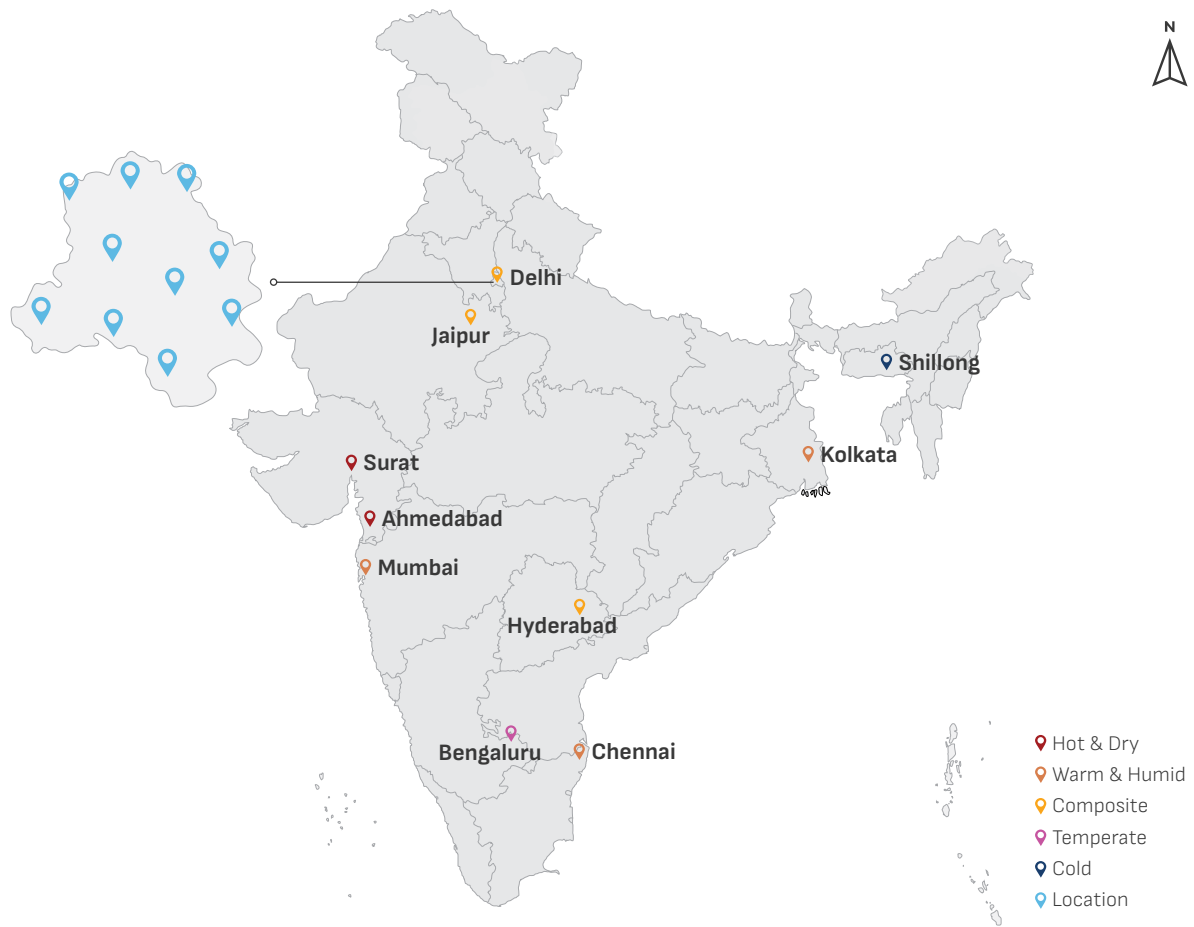 N
Delhi
Jaipur
Shillong
Kolkata
Surat
Ahmedabad
Mumbai
Hyderabad
Bengaluru
Chennai
Hot & Dry
Warm & Humid
Composite
Temperate
Cold
Location